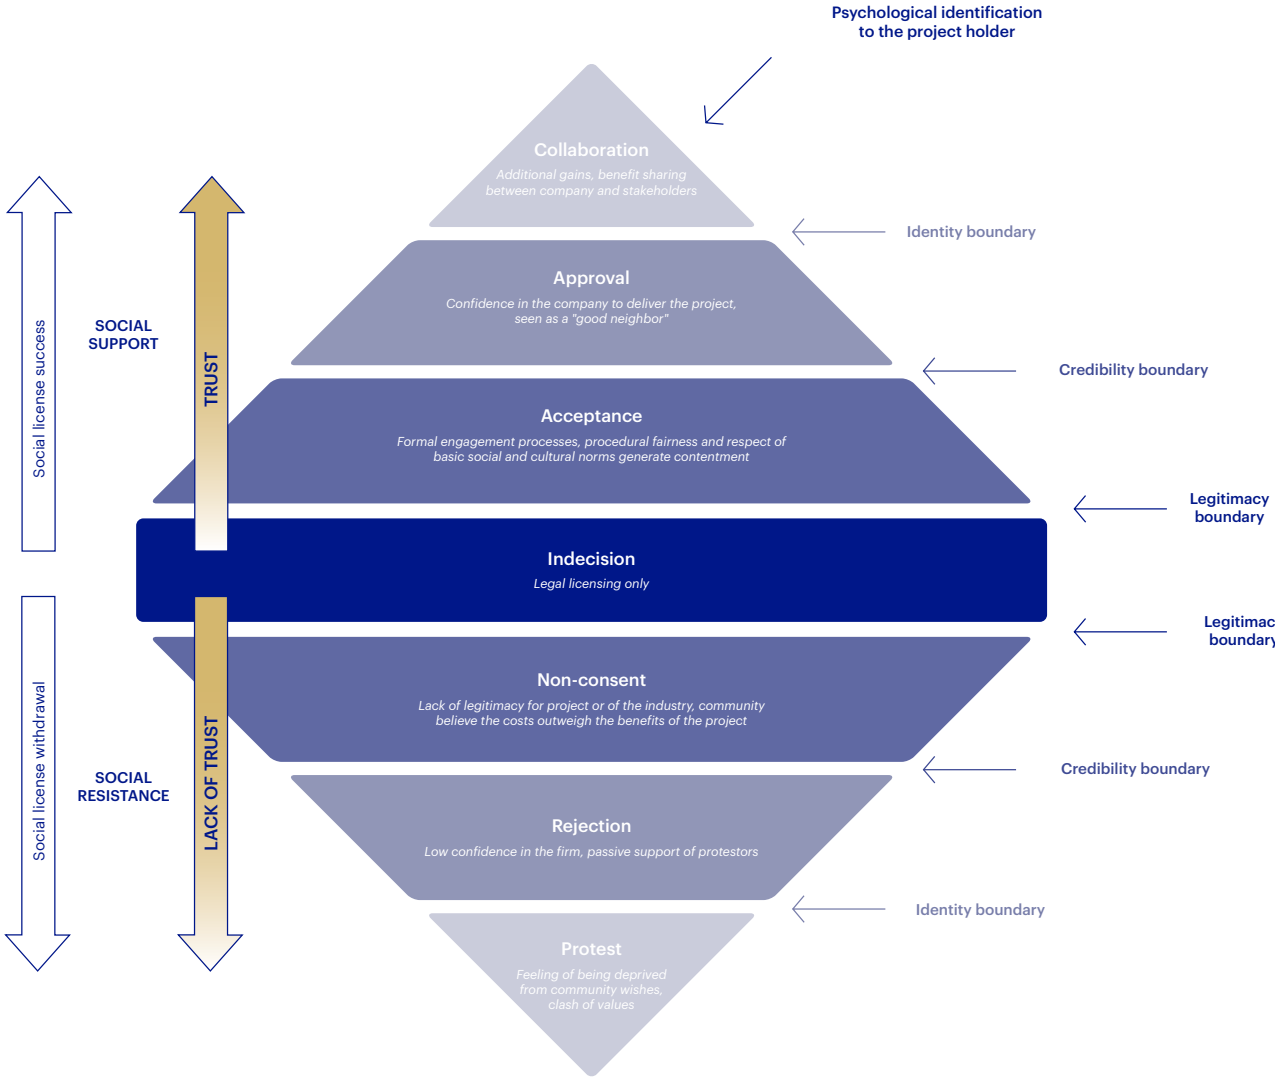 Psychological identification
to the project holder
Collaboration
Additional gains, benefit sharing
between company and stakeholders
Identity boundary
Approval
Confidence in the company to deliver the project,
seen as a "good neighbor"
Social license success
SOCIAL
SUPPORT
TRUST
Credibility boundary
Acceptance
Formal engagement processes, procedural fairness and respect of
basic social and cultural norms generate contentment
Legitimacy
boundary
Indecision
Legal licensing only
Legitimac
boundary
Non-consent
Lack of legitimacy for project or of the industry, community
believe the costs outweigh the benefits of the project
Social license withdrawal
SOCIAL
RESISTANCE
LACK OF TRUST
Credibility boundary
Rejection
Low confidence in the firm, passive support of protestors
Identity boundary
Protest
Feeling of being deprived
from community wishes,
clash of values